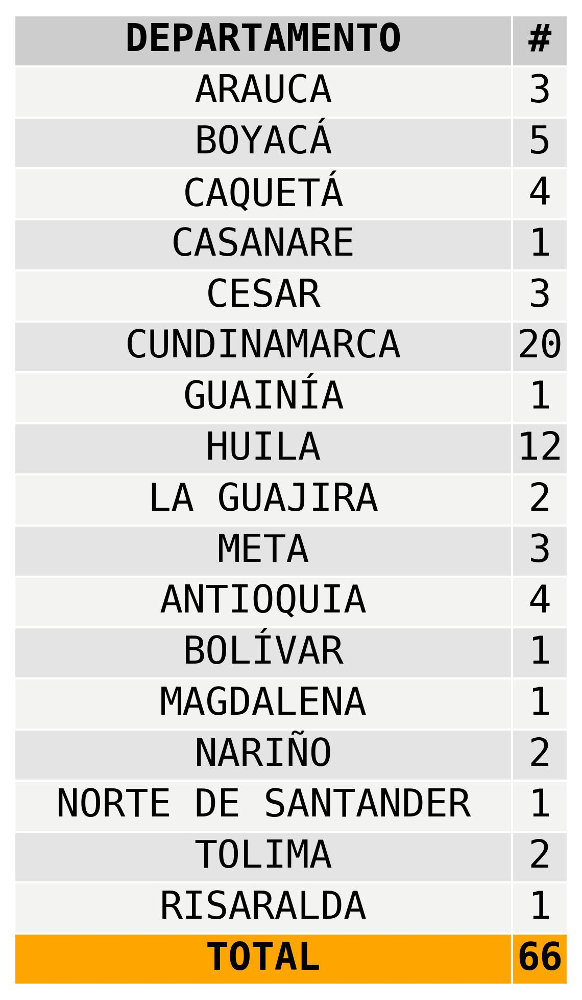 DEPARTAMENTO #
ARAUCA 3
BOYACÁ 5
CAQUETÁ 4
CASANARE 1
CESAR 3
CUNDINAMARCA 20
GUAINÍA 1
HUILA 12
LA GUAJIRA 2
META 3
ANTIOQUIA 4
BOLÍVAR 1
MAGDALENA 1
NARIÑO 2
NORTE DE SANTANDER 1
TOLIMA 2
RISARALDA 1
TOTAL 66